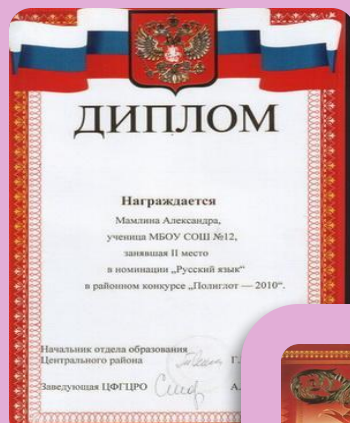 ДИПЛОМ
Награждается
Мамлина Александра,
ученица МБОУ СОШ №12,
занявшая II место
в номинации „Русский язык“
в районном конкурсе „Полиглот — 2010“.
Начальник отдела образования
Центрального района Г.
Заведующая ЦФГЦРО А.